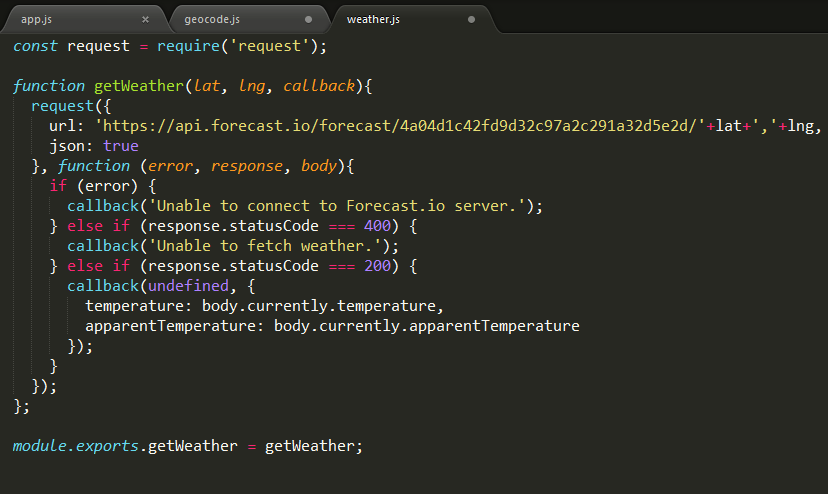 app.js × geocode.js weather.js
const request = require('request');
function getWeather(lat, lng, callback){
request({
url: 'https://api.forecast.io/forecast/4a04d1c42fd9d32c97a2c291a32d5e2d/'+lat+','+lng,
json: true
}, function (error, response, body){
if (error) {
callback('Unable to connect to Forecast.io server.');
} else if (response.statusCode === 400) {
callback('Unable to fetch weather.');
} else if (response.statusCode === 200) {
callback(undefined, {
temperature: body.currently.temperature,
apparentTemperature: body.currently.apparentTemperature
});
}
});
};
module.exports.getWeather = getWeather;